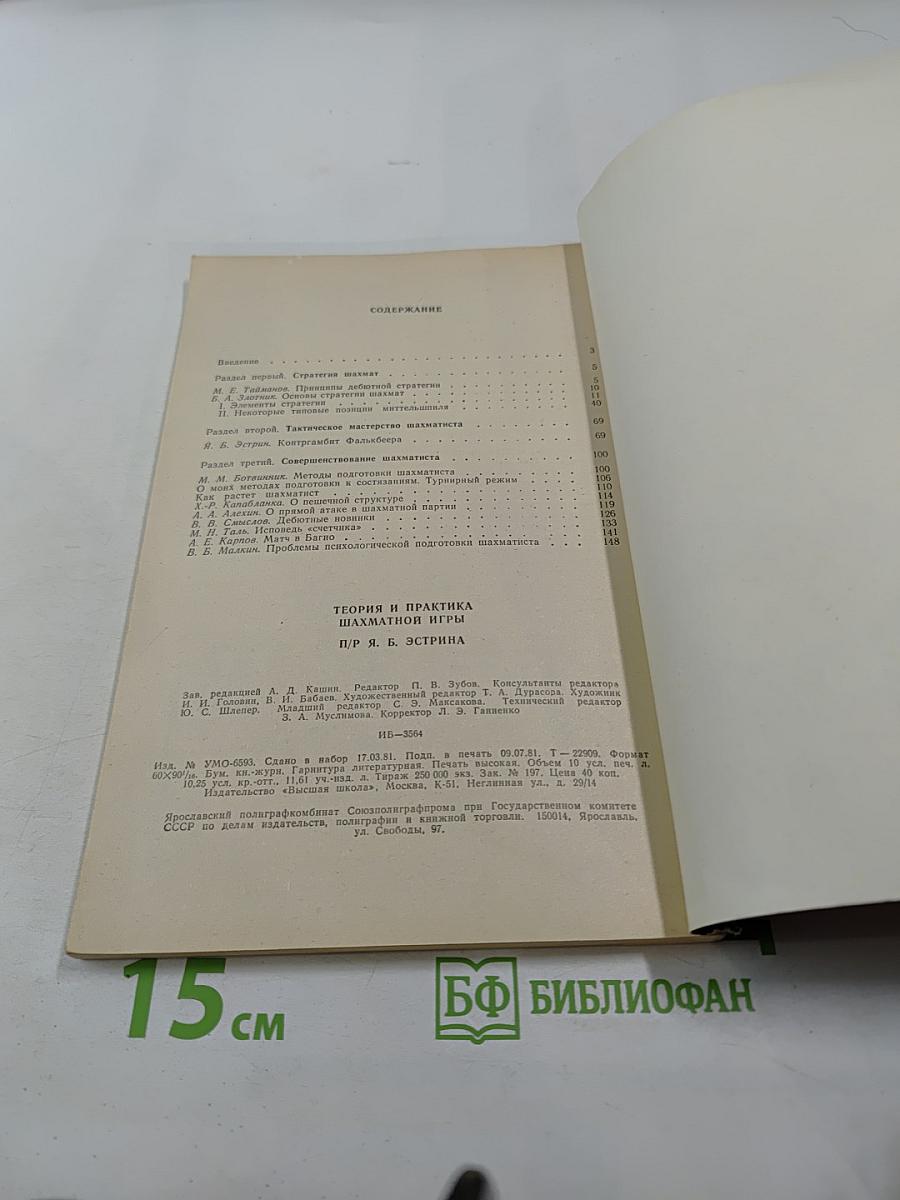 СОДЕРЖАНИЕ
Введение . . . . . . . . . . . . . . . . . . . . . . . . 3
Раздел первый. Стратегия шахмат . . . . . . . . . . . . 5
М. Е. Тайманов. Принципы дебютной стратегии . . . . . . 5
Б. А. Злотник. Основы стратегии шахмат . . . . . . . . 10
I. Элементы стратегии . . . . . . . . . . . . . . . . 11
II. Некоторые типовые позиции миттельшпиля . . . . . . 40
Раздел второй. Тактическое мастерство шахматиста . . . . 69
Я. Б. Эстрин. Контргамбит Фалькбеера . . . . . . . . . 69
Раздел третий. Совершенствование шахматиста . . . . . . 100
М. М. Ботвинник. Методы подготовки шахматиста . . . . . 100
О моих методах подготовки к состязаниям. Турнирный режим . . . . 106
Как растет шахматист . . . . . . . . . . . . . . . . 110
Х.-Р. Капабланка. О пешечной структуре . . . . . . . . 114
А. А. Алехин. О прямой атаке в шахматной партии . . . . 119
В. В. Смыслов. Дебютные новинки . . . . . . . . . . . 126
М. Н. Таль. Исповедь «счетчика» . . . . . . . . . . . 133
А. Е. Карпов. Матч в Багио . . . . . . . . . . . . . . 141
В. Б. Малкин. Проблемы психологической подготовки шахматиста . . . 148
ТЕОРИЯ И ПРАКТИКА
ШАХМАТНОЙ ИГРЫ
П/Р Я. Б. ЭСТРИНА
Зав. редакцией А. Д. Кашин. Редактор П. В. Зубов. Консультанты редактора
И. И. Головин, В. И. Бабаев. Художественный редактор Т. А. Дурасова. Художник
Ю. С. Шлепер. Младший редактор С. Э. Максакова. Технический редактор
З. А. Муслимова. Корректор Л. Э. Ганненко
ИБ—3564
Изд. № УМО-6593. Сдано в набор 17.03.81. Подп. в печать 09.07.81. Т — 22909. Формат
60Х90¹/₁₆. Бум. кн.-журн. Гарнитура литературная. Печать высокая. Объем 10 усл. печ. л.
10,25 усл. кр.-отт., 11,61 уч.-изд. л. Тираж 250 000 экз. Зак. № 197. Цена 40 коп.
Издательство «Высшая школа», Москва, К-51, Неглинная ул., д. 29/14
Ярославский полиграфкомбинат Союзполиграфпрома при Государственном комитете
СССР по делам издательств, полиграфии и книжной торговли. 150014, Ярославль,
ул. Свободы, 97.
15 см
БФ БИБЛИОФАН